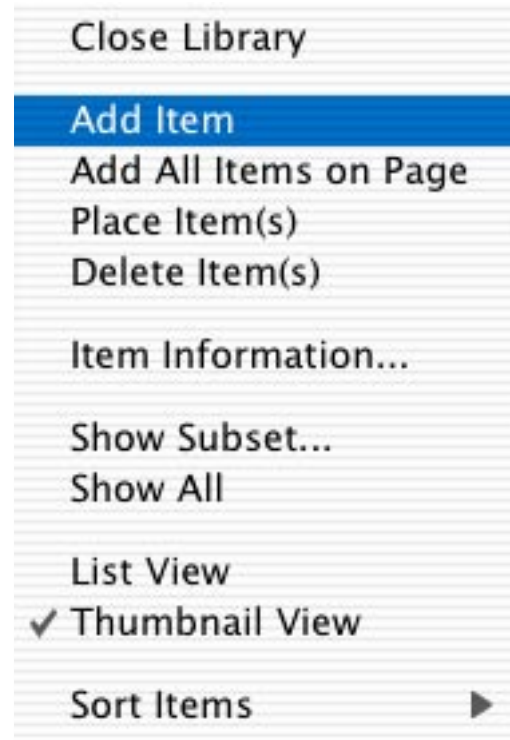 Close Library
Add Item
Add All Items on Page
Place Item(s)
Delete Item(s)
Item Information...
Show Subset...
Show All
List View
Thumbnail View
Sort Items